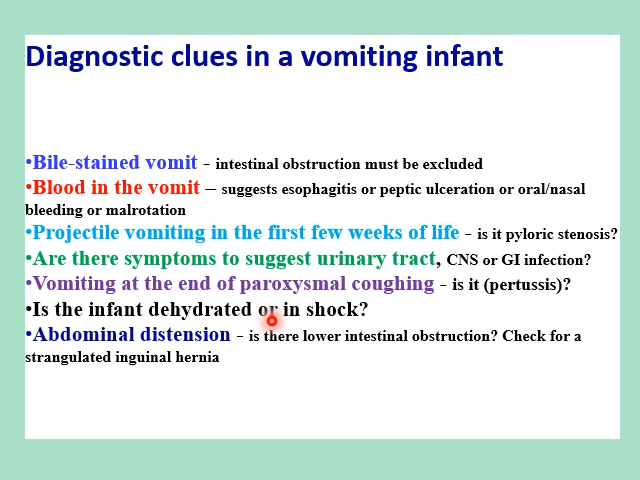 Diagnostic clues in a vomiting infant
•Bile-stained vomit - intestinal obstruction must be excluded
•Blood in the vomit – suggests esophagitis or peptic ulceration or oral/nasal
bleeding or malrotation
•Projectile vomiting in the first few weeks of life - is it pyloric stenosis?
•Are there symptoms to suggest urinary tract, CNS or GI infection?
•Vomiting at the end of paroxysmal coughing - is it (pertussis)?
•Is the infant dehydrated or in shock?
•Abdominal distension - is there lower intestinal obstruction? Check for a
strangulated inguinal hernia